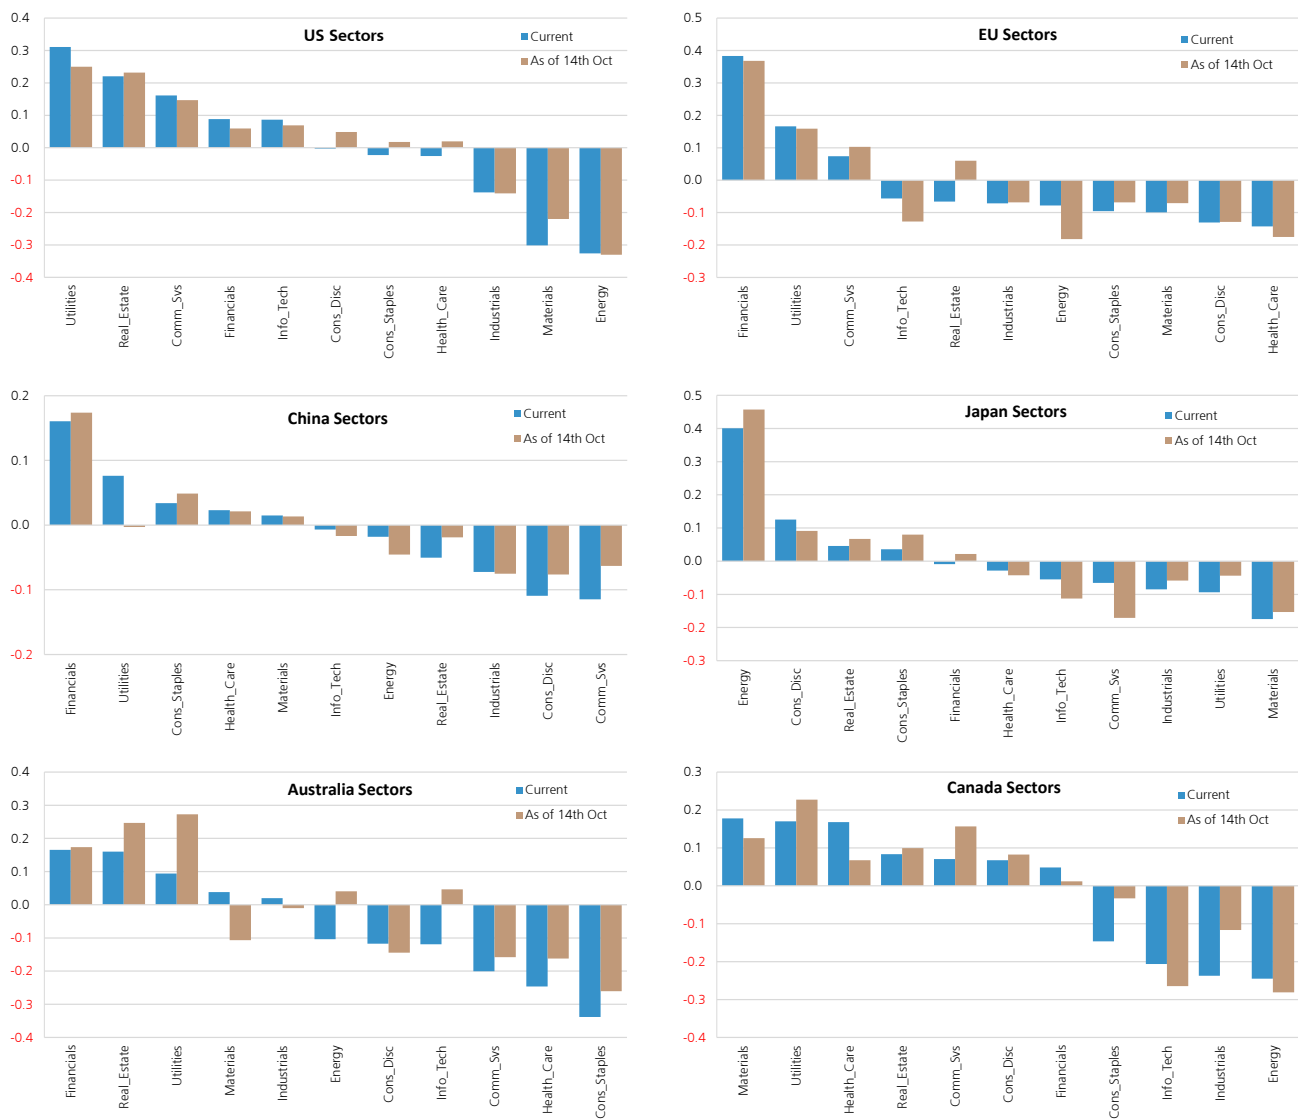 US Sectors
Current
As of 14th Oct
0.4
0.3
0.2
0.1
0.0
-0.1
-0.2
-0.3
-0.4
Utilities
Real_Estate
Comm_Svs
Financials
Info_Tech
Cons_Disc
Cons_Staples
Health_Care
Industrials
Materials
Energy
EU Sectors
Current
As of 14th Oct
0.5
0.4
0.3
0.2
0.1
0.0
-0.1
-0.2
-0.3
Financials
Utilities
Comm_Svs
Info_Tech
Real_Estate
Industrials
Energy
Cons_Staples
Materials
Cons_Disc
Health_Care
China Sectors
Current
As of 14th Oct
0.2
0.1
0.0
-0.1
-0.2
Financials
Utilities
Cons_Staples
Health_Care
Materials
Info_Tech
Energy
Real_Estate
Industrials
Cons_Disc
Comm_Svs
Japan Sectors
Current
As of 14th Oct
0.5
0.4
0.3
0.2
0.1
0.0
-0.1
-0.2
-0.3
Energy
Cons_Disc
Real_Estate
Cons_Staples
Financials
Health_Care
Info_Tech
Comm_Svs
Industrials
Utilities
Materials
Australia Sectors
Current
As of 14th Oct
0.4
0.3
0.2
0.1
0.0
-0.1
-0.2
-0.3
-0.4
Financials
Real_Estate
Utilities
Materials
Industrials
Energy
Cons_Disc
Info_Tech
Comm_Svs
Health_Care
Cons_Staples
Canada Sectors
Current
As of 14th Oct
0.3
0.2
0.1
0.0
-0.1
-0.2
-0.3
-0.4
Materials
Utilities
Health_Care
Real_Estate
Comm_Svs
Cons_Disc
Financials
Cons_Staples
Info_Tech
Industrials
Energy